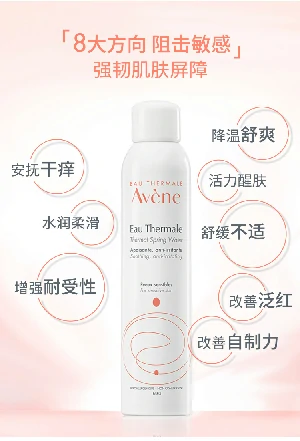 「8大方向 阻击敏感」
强韧肌肤屏障
降温舒爽
安抚干痒
活力醒肤
水润柔滑
舒缓不适
增强耐受性
改善泛红
改善自制力
EAU THERMALE
Avène
Eau Thermale
Thermal Spring Water